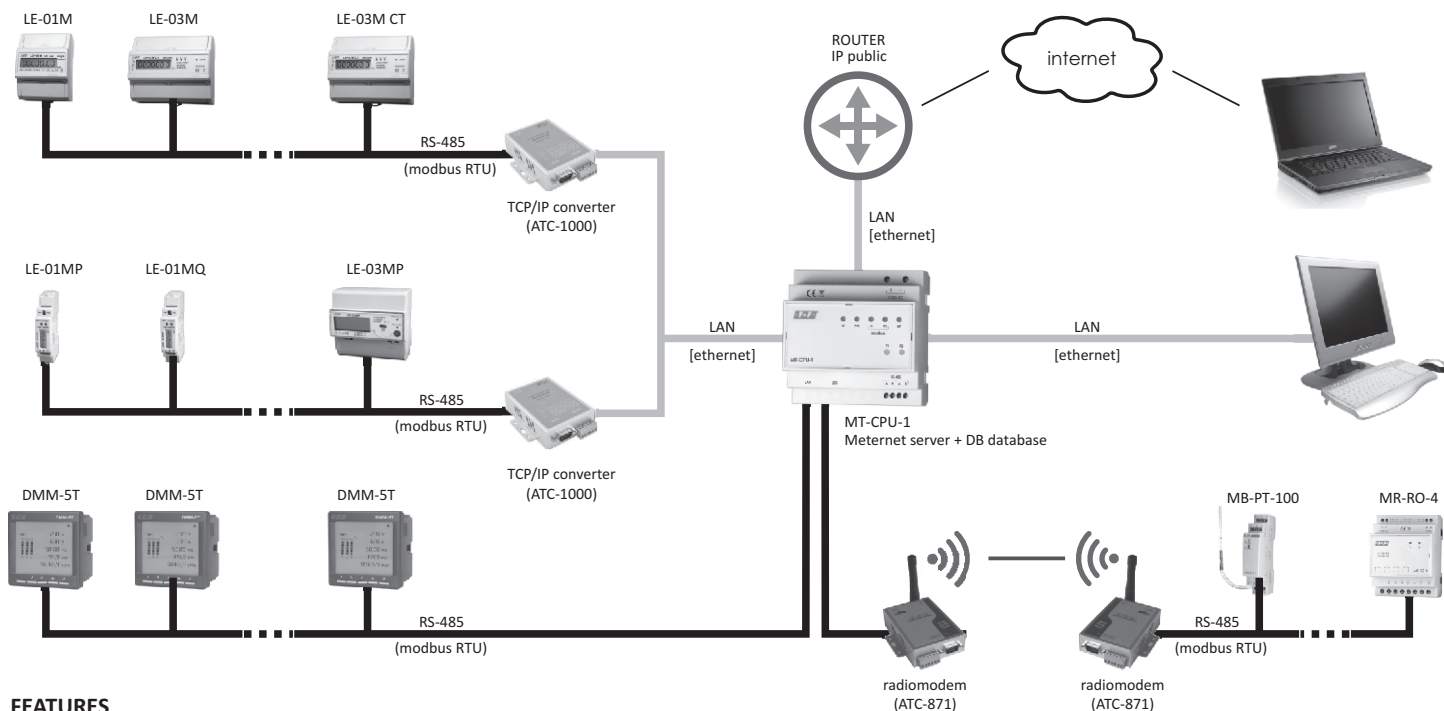 LE-01M
LE-03M
LE-03M CT
ROUTER
IP public
internet
RS-485
(modbus RTU)
TCP/IP converter
(ATC-1000)
LAN
[ethernet]
LE-01MP
LE-01MQ
LE-03MP
LAN
[ethernet]
LAN
[ethernet]
RS-485
(modbus RTU)
MT-CPU-1
Meternet server + DB database
TCP/IP converter
(ATC-1000)
DMM-5T
DMM-5T
DMM-5T
MB-PT-100
MR-RO-4
RS-485
(modbus RTU)
RS-485
(modbus RTU)
radiomodem
(ATC-871)
radiomodem
(ATC-871)
FEATURES